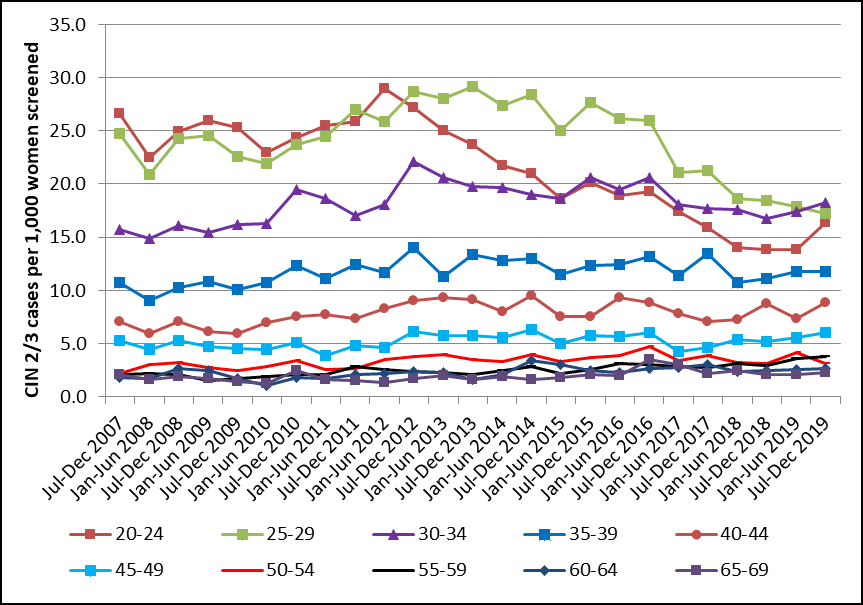 CIN 2/3 cases per 1,000 women screened
35.0
30.0
25.0
20.0
15.0
10.0
5.0
0.0
Jul-Dec 2007
Jan-Jun 2008
Jul-Dec 2008
Jan-Jun 2009
Jul-Dec 2009
Jan-Jun 2010
Jul-Dec 2010
Jan-Jun 2011
Jul-Dec 2011
Jan-Jun 2012
Jul-Dec 2012
Jan-Jun 2013
Jul-Dec 2013
Jan-Jun 2014
Jul-Dec 2014
Jan-Jun 2015
Jul-Dec 2015
Jan-Jun 2016
Jul-Dec 2016
Jan-Jun 2017
Jul-Dec 2017
Jan-Jun 2018
Jul-Dec 2018
Jan-Jun 2019
Jul-Dec 2019
20-24 25-29 30-34 35-39 40-44
45-49 50-54 55-59 60-64 65-69